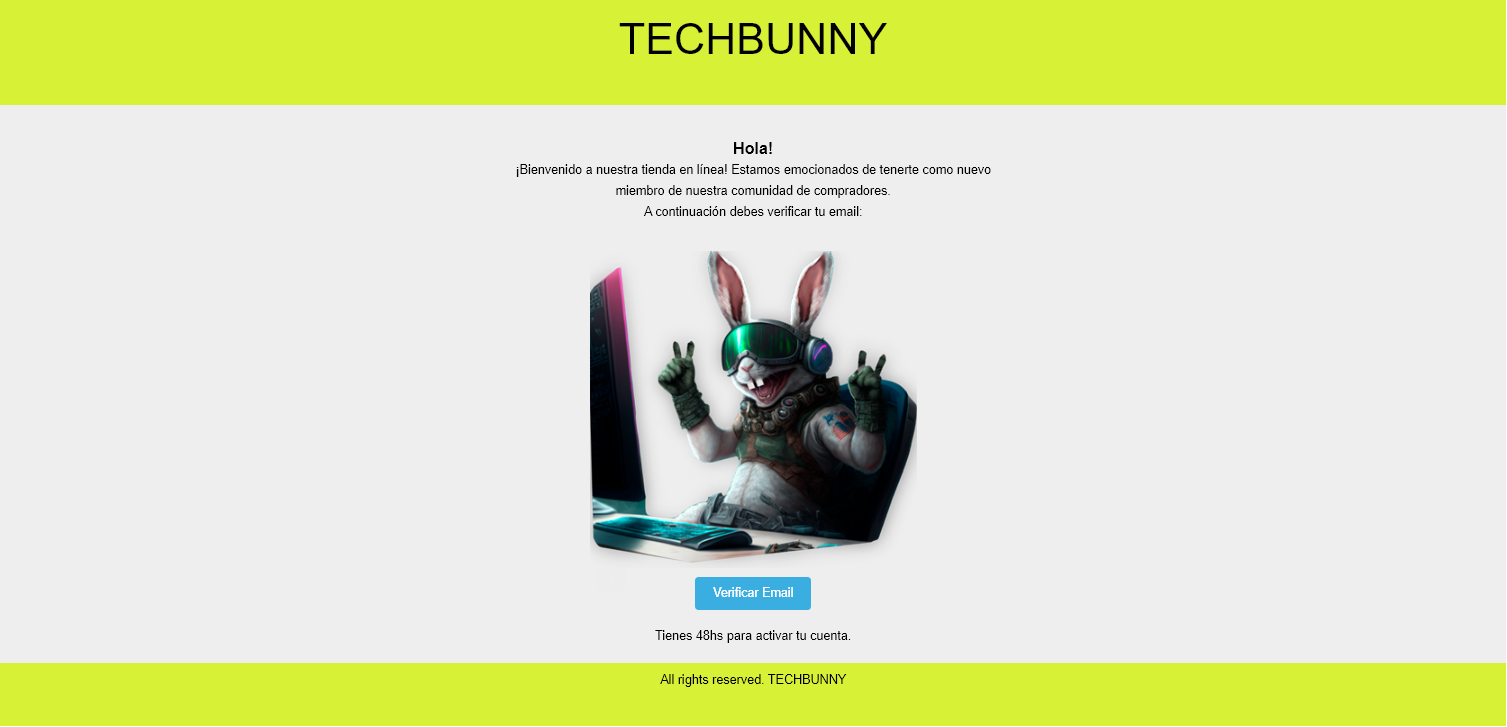 TECHBUNNY
Hola!
¡Bienvenido a nuestra tienda en línea! Estamos emocionados de tenerte como nuevo
miembro de nuestra comunidad de compradores.
A continuación debes verificar tu email:
Verificar Email
Tienes 48hs para activar tu cuenta.
All rights reserved. TECHBUNNY